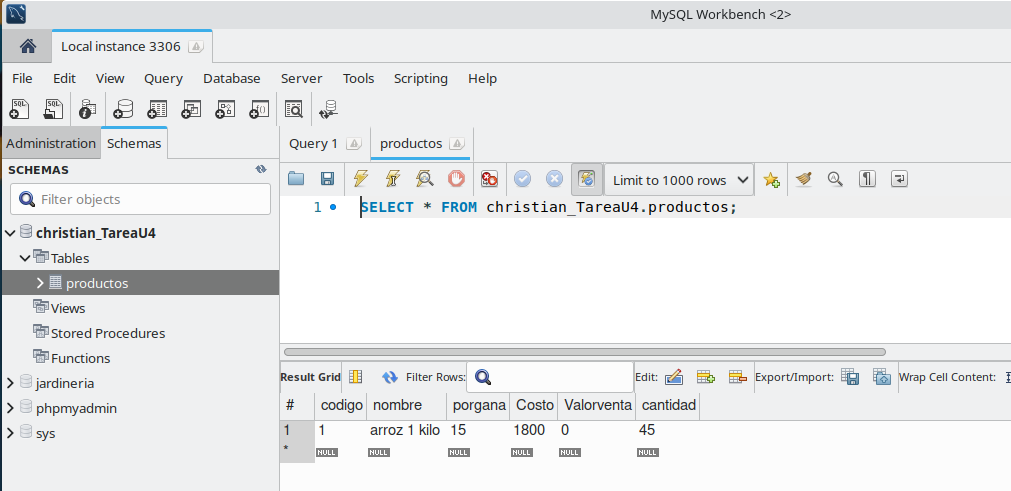 MySQL Workbench <2>
Local instance 3306
File Edit View Query Database Server Tools Scripting Help
Administration Schemas
Query 1 productos
SCHEMAS
Filter objects
christian_TareaU4
Tables
productos
Views
Stored Procedures
Functions
jardineria
phpmyadmin
sys
Limit to 1000 rows
1 SELECT * FROM christian_TareaU4.productos;
Result Grid Filter Rows: Edit: Export/Import: Wrap Cell Content:
# codigo nombre porgana Costo Valorventa cantidad
1 1 arroz 1 kilo 15 1800 0 45
* NULL NULL NULL NULL NULL NULL